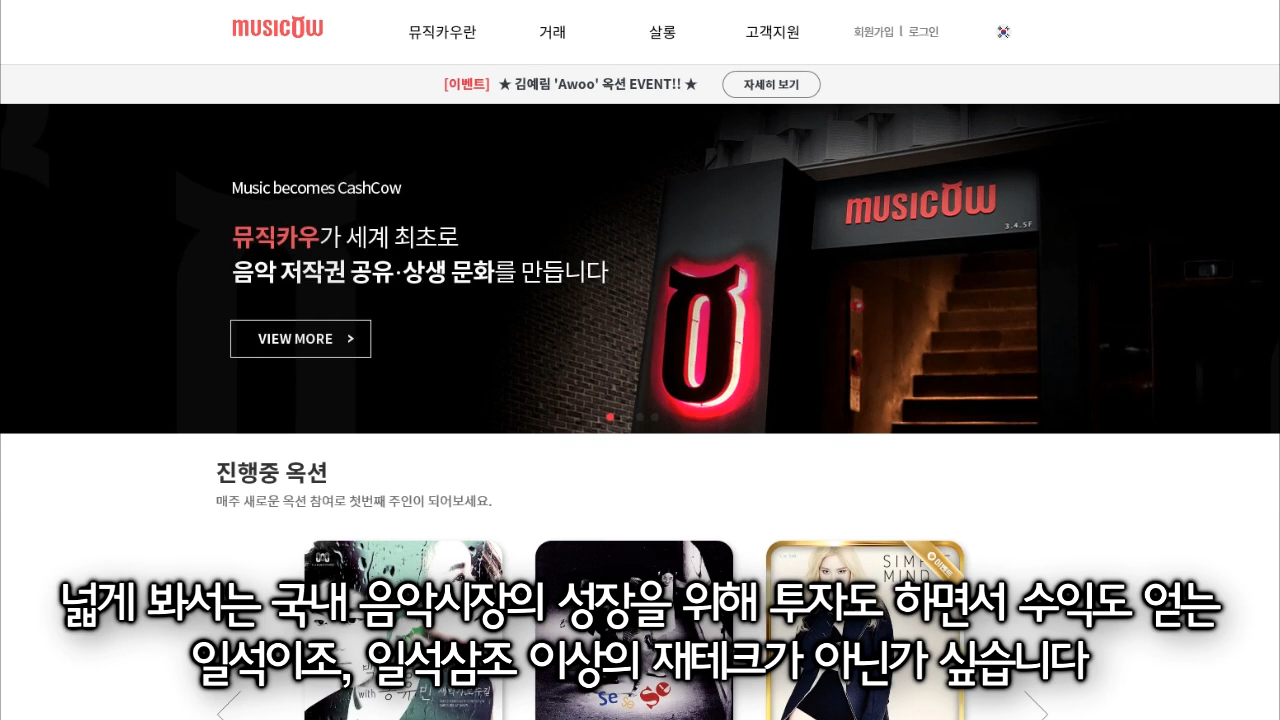 MUSICOW
뮤직카우란 거래 살롱 고객지원 회원가입 | 로그인
[이벤트] ★ 김예림 'Awoo' 옥션 EVENT!! ★ 자세히 보기
Music becomes CashCow
뮤직카우가 세계 최초로
음악 저작권 공유·상생 문화를 만듭니다
VIEW MORE >
MUSICOW
3.4.5F
진행중 옥션
매주 새로운 옥션 참여로 첫번째 주인이 되어보세요.
이벤트
넓게 봐서는 국내 음악시장의 성장을 위해 투자도 하면서 수익도 얻는
일석이조, 일석삼조 이상의 재테크가 아닌가 싶습니다
with